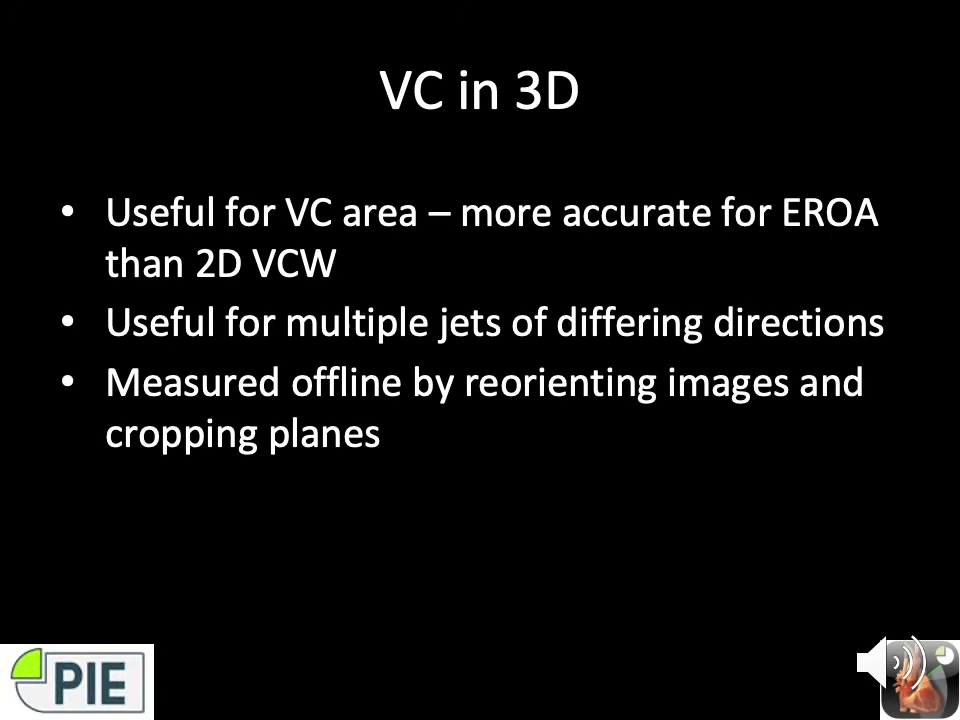 VC in 3D
• Useful for VC area – more accurate for EROA
than 2D VCW
• Useful for multiple jets of differing directions
• Measured offline by reorienting images and
cropping planes
PIE